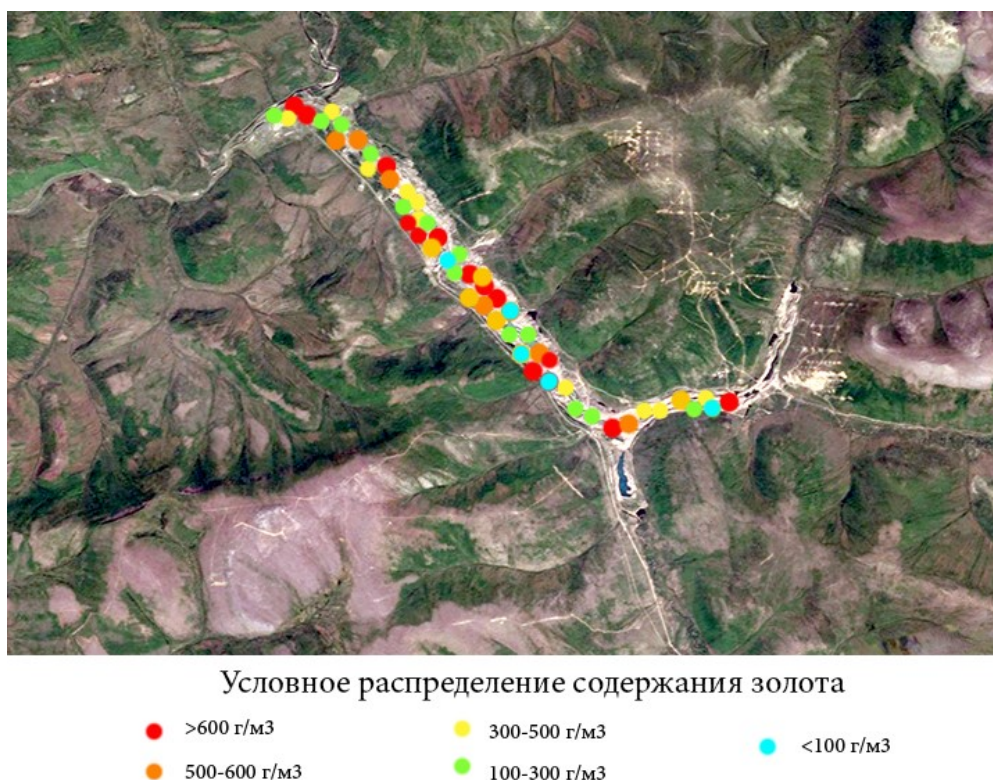 Условное распределение содержания золота
>600 г/м3
300-500 г/м3
<100 г/м3
500-600 г/м3
100-300 г/м3